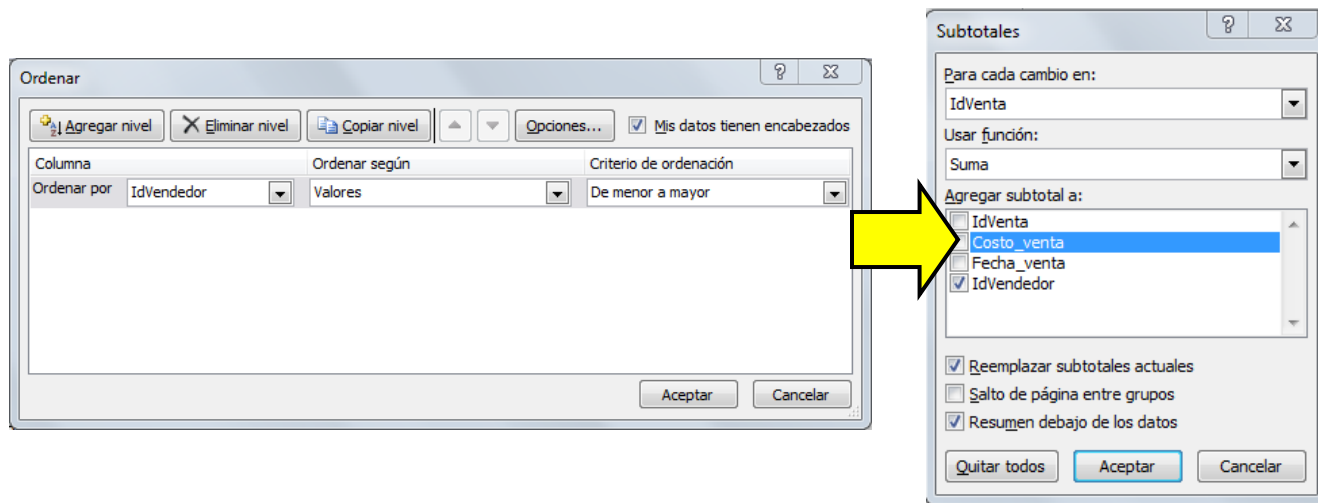 Ordenar
Agregar nivel Eliminar nivel Copiar nivel Opciones... Mis datos tienen encabezados
Columna Ordenar según Criterio de ordenación
Ordenar por IdVendedor Valores De menor a mayor
Aceptar Cancelar
Subtotales
Para cada cambio en:
IdVenta
Usar función:
Suma
Agregar subtotal a:
IdVenta
Costo_venta
Fecha_venta
IdVendedor
Reemplazar subtotales actuales
Salto de página entre grupos
Resumen debajo de los datos
Quitar todos Aceptar Cancelar